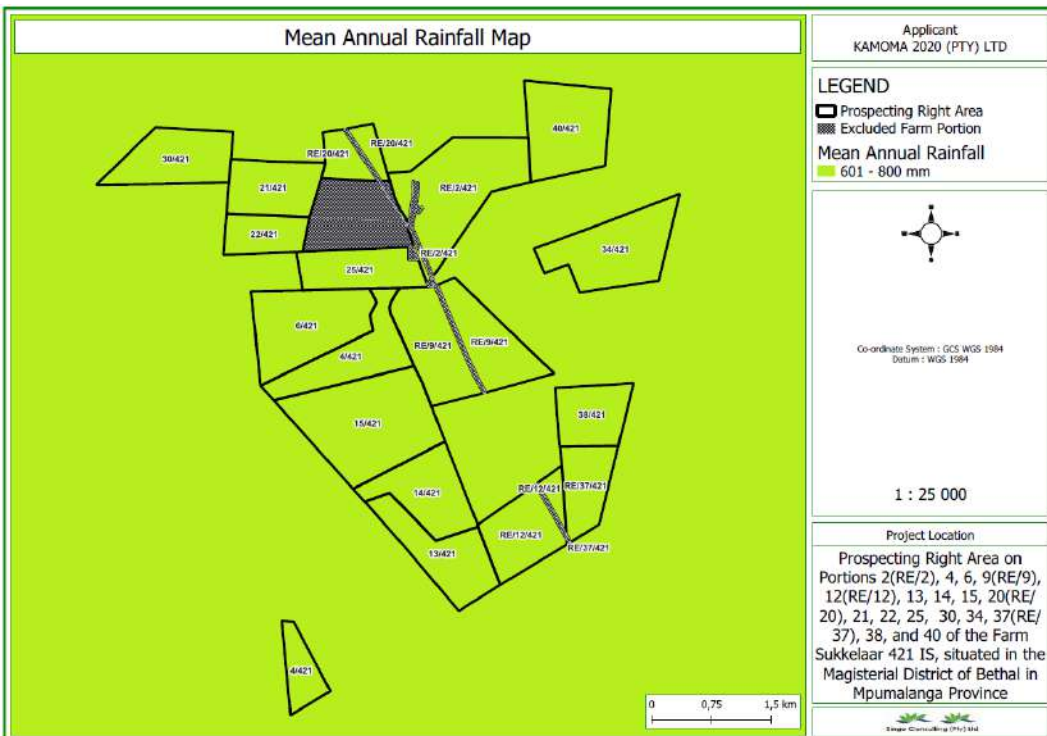 Mean Annual Rainfall Map
Applicant
KAMOMA 2020 (PTY) LTD
LEGEND
Prospecting Right Area
Excluded Farm Portion
Mean Annual Rainfall
601 - 800 mm
Co-ordinate System : GCS WGS 1984
Datum : WGS 1984
1 : 25 000
Project Location
Prospecting Right Area on
Portions 2(RE/2), 4, 6, 9(RE/9),
12(RE/12), 13, 14, 15, 20(RE/
20), 21, 22, 25, 30, 34, 37(RE/
37), 38, and 40 of the Farm
Sukkelaar 421 IS, situated in the
Magisterial District of Bethal in
Mpumalanga Province
40/421
RE/20/421
RE/20/421
30/421
21/421
RE/2/421
22/421
34/421
RE/2/421
25/421
6/421
RE/9/421
RE/9/421
4/421
38/421
15/421
14/421
RE/12/421
RE/37/421
RE/12/421
RE/37/421
13/421
4/421
0 0,75 1,5 km